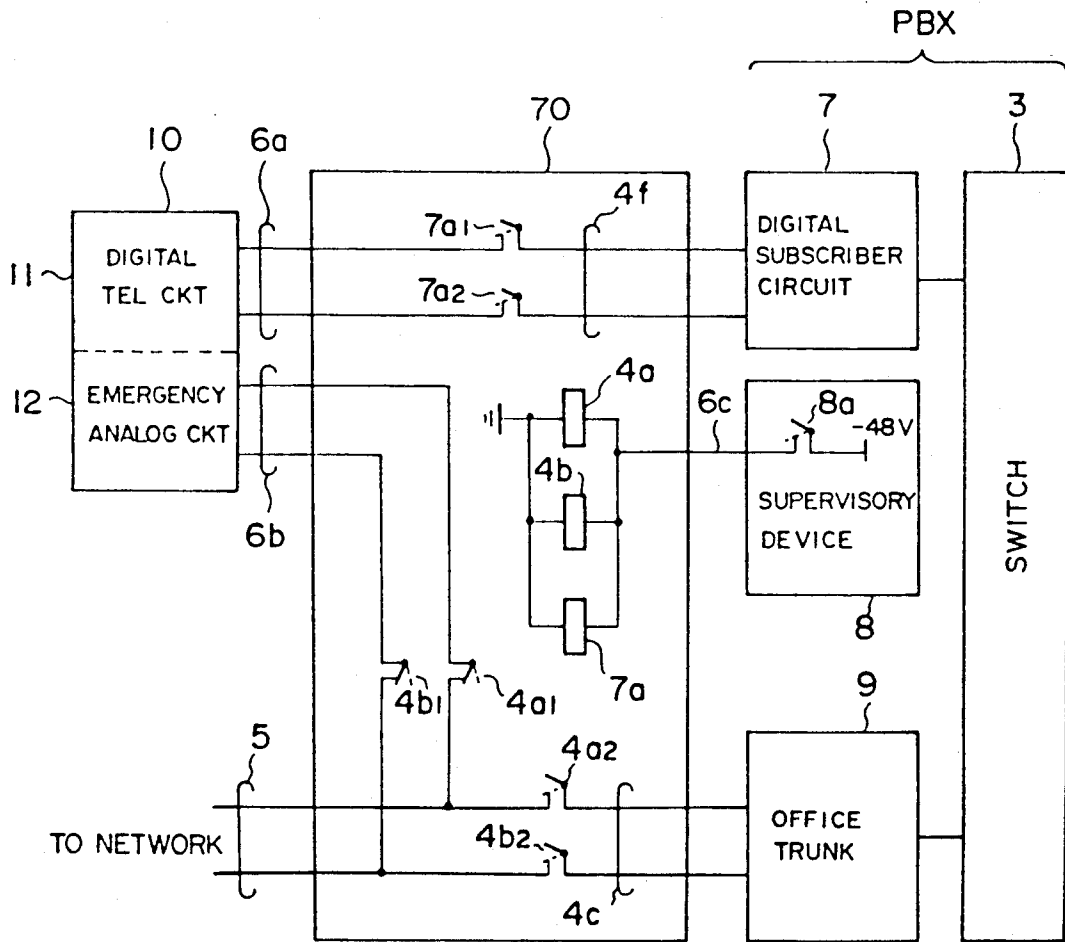 PBX
10
6a
70
7
3
7a1
4f
DIGITAL
TEL CKT
DIGITAL
SUBSCRIBER
CIRCUIT
11
7a2
12
EMERGENCY
ANALOG CKT
4a
6c
8a
-48V
4b
SUPERVISORY
DEVICE
SWITCH
6b
8
7a
4b1
4a1
9
5
4a2
TO NETWORK
4b2
OFFICE
TRUNK
4c